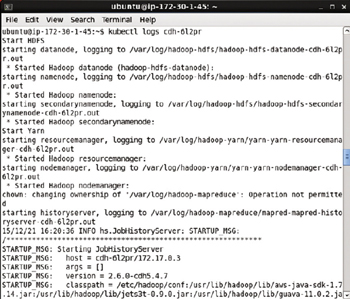 ubuntu@ip-172-30-1-45: ~
File Edit View Search Terminal Help
ubuntu@ip-172-30-1-45:~$ kubectl logs cdh-6l2pr
Start HDFS
starting datanode, logging to /var/log/hadoop-hdfs/hadoop-hdfs-datanode-cdh-6l2p
r.out
* Started Hadoop datanode (hadoop-hdfs-datanode):
starting namenode, logging to /var/log/hadoop-hdfs/hadoop-hdfs-namenode-cdh-6l2p
r.out
* Started Hadoop namenode:
starting secondarynamenode, logging to /var/log/hadoop-hdfs/hadoop-hdfs-secondar
ynamenode-cdh-6l2pr.out
* Started Hadoop secondarynamenode:
Start Yarn
starting resourcemanager, logging to /var/log/hadoop-yarn/yarn-yarn-resourcemana
ger-cdh-6l2pr.out
* Started Hadoop resourcemanager:
starting nodemanager, logging to /var/log/hadoop-yarn/yarn-yarn-nodemanager-cdh-
6l2pr.out
* Started Hadoop nodemanager:
chown: changing ownership of '/var/log/hadoop-mapreduce': Operation not permitte
d
starting historyserver, logging to /var/log/hadoop-mapreduce/mapred-mapred-histo
ryserver-cdh-6l2pr.out
15/12/21 16:20:36 INFO hs.JobHistoryServer: STARTUP_MSG:
/************************************************************
STARTUP_MSG: Starting JobHistoryServer
STARTUP_MSG:   host = cdh-6l2pr/172.17.0.3
STARTUP_MSG:   args = []
STARTUP_MSG:   version = 2.6.0-cdh5.4.7
STARTUP_MSG:   classpath = /etc/hadoop/conf:/usr/lib/hadoop/lib/aws-java-sdk-1.7
.14.jar:/usr/lib/hadoop/lib/jets3t-0.9.0.jar:/usr/lib/hadoop/lib/guava-11.0.2.ja